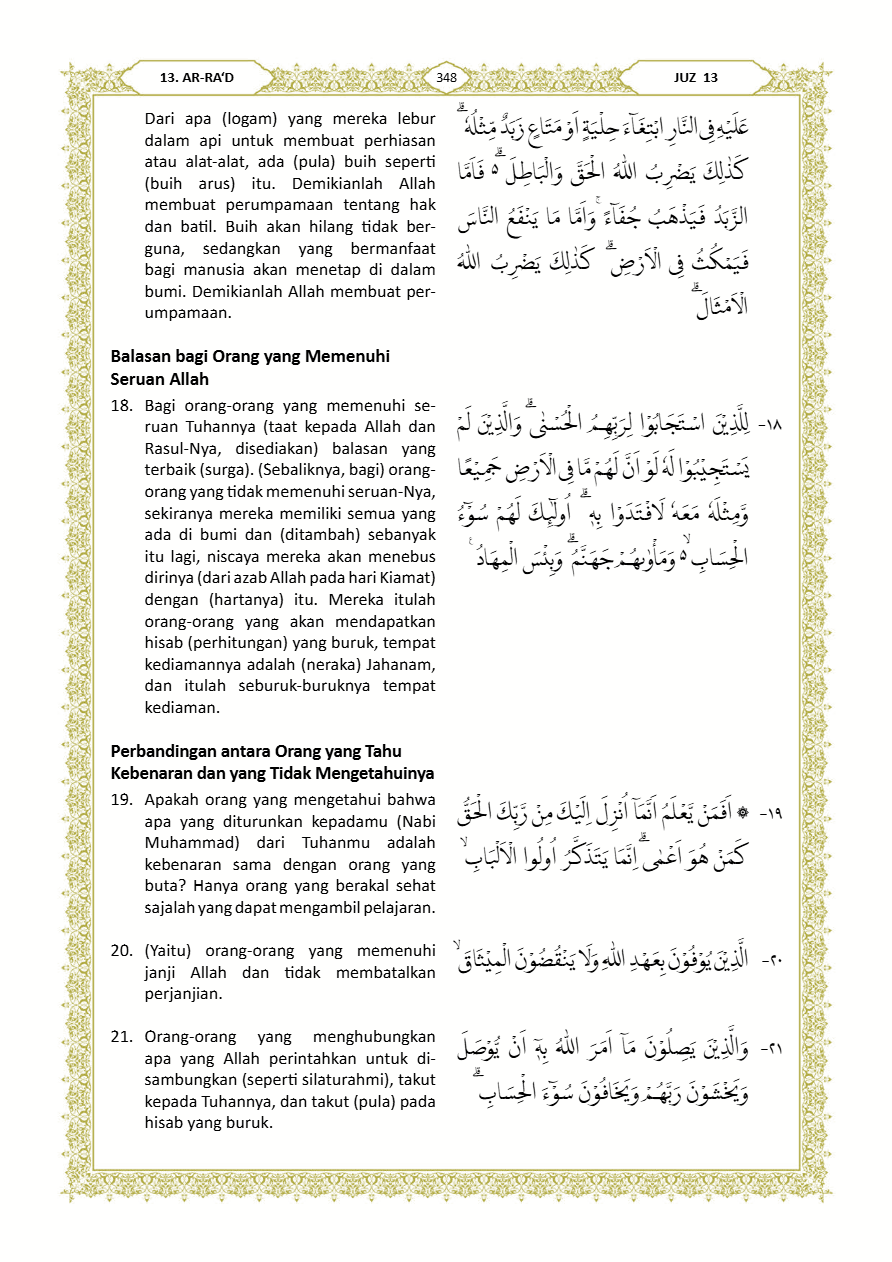 13. AR-RA‘D
348
JUZ 13
Dari apa (logam) yang mereka lebur
dalam api untuk membuat perhiasan
atau alat-alat, ada (pula) buih seperti
(buih arus) itu. Demikianlah Allah
membuat perumpamaan tentang hak
dan batil. Buih akan hilang tidak ber-
guna, sedangkan yang bermanfaat
bagi manusia akan menetap di dalam
bumi. Demikianlah Allah membuat per-
umpamaan.
عَلَيْهِ فِى النَّارِ ابْتِغَاۤءَ حِلْيَةٍ اَوْ مَتَاعٍ زَبَدٌ مِّثْلُهٗ ۗ
كَذٰلِكَ يَضْرِبُ اللّٰهُ الْحَقَّ وَالْبَاطِلَ ەۗ فَاَمَّا
الزَّبَدُ فَيَذْهَبُ جُفَاۤءً ۚوَاَمَّا مَا يَنْفَعُ النَّاسَ
فَيَمْكُثُ فِى الْاَرْضِۗ كَذٰلِكَ يَضْرِبُ اللّٰهُ
الْاَمْثَالَ ۗ
Balasan bagi Orang yang Memenuhi
Seruan Allah
18. Bagi orang-orang yang memenuhi se-
ruan Tuhannya (taat kepada Allah dan
Rasul-Nya, disediakan) balasan yang
terbaik (surga). (Sebaliknya, bagi) orang-
orang yang tidak memenuhi seruan-Nya,
sekiranya mereka memiliki semua yang
ada di bumi dan (ditambah) sebanyak
itu lagi, niscaya mereka akan menebus
dirinya (dari azab Allah pada hari Kiamat)
dengan (hartanya) itu. Mereka itulah
orang-orang yang akan mendapatkan
hisab (perhitungan) yang buruk, tempat
kediamannya adalah (neraka) Jahanam,
dan itulah seburuk-buruknya tempat
kediaman.
١٨- لِلَّذِيْنَ اسْتَجَابُوْا لِرَبِّهِمُ الْحُسْنٰىۗ وَالَّذِيْنَ لَمْ
يَسْتَجِيْبُوْا لَهٗ لَوْ اَنَّ لَهُمْ مَّا فِى الْاَرْضِ جَمِيْعًا
وَّمِثْلَهٗ مَعَهٗ لَافْتَدَوْا بِهٖ ۗ اُولٰۤىِٕكَ لَهُمْ سُوْۤءُ
الْحِسَابِ ەۙ وَمَأْوٰىهُمْ جَهَنَّمُ ۗوَبِئْسَ الْمِهَادُ ۚ
Perbandingan antara Orang yang Tahu
Kebenaran dan yang Tidak Mengetahuinya
19. Apakah orang yang mengetahui bahwa
apa yang diturunkan kepadamu (Nabi
Muhammad) dari Tuhanmu adalah
kebenaran sama dengan orang yang
buta? Hanya orang yang berakal sehat
sajalah yang dapat mengambil pelajaran.
١٩- ۞ اَفَمَنْ يَّعْلَمُ اَنَّمَآ اُنْزِلَ اِلَيْكَ مِنْ رَّبِّكَ الْحَقُّ
كَمَنْ هُوَ اَعْمٰىۗ اِنَّمَا يَتَذَكَّرُ اُولُوا الْاَلْبَابِۙ
20. (Yaitu) orang-orang yang memenuhi
janji Allah dan tidak membatalkan
perjanjian.
٢٠- الَّذِيْنَ يُوْفُوْنَ بِعَهْدِ اللّٰهِ وَلَا يَنْقُضُوْنَ الْمِيْثَاقَۙ
21. Orang-orang yang menghubungkan
apa yang Allah perintahkan untuk di-
sambungkan (seperti silaturahmi), takut
kepada Tuhannya, dan takut (pula) pada
hisab yang buruk.
٢١- وَالَّذِيْنَ يَصِلُوْنَ مَآ اَمَرَ اللّٰهُ بِهٖٓ اَنْ يُّوْصَلَ
وَيَخْشَوْنَ رَبَّهُمْ وَيَخَافُوْنَ سُوْۤءَ الْحِسَابِ ۗ